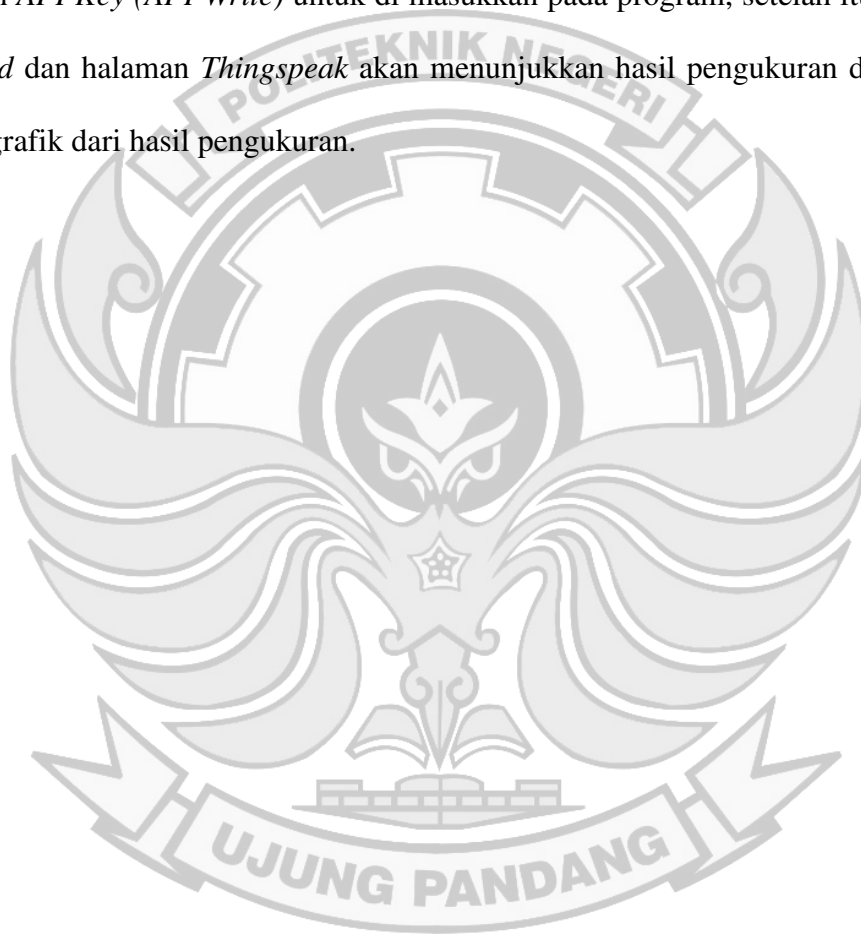 API Key (API Write) untuk di masukkan pada program, setelah
dan halaman Thingspeak akan menunjukkan hasil pengukuran
grafik dari hasil pengukuran.
POLITEKNIK NEGERI
UJUNG PANDANG